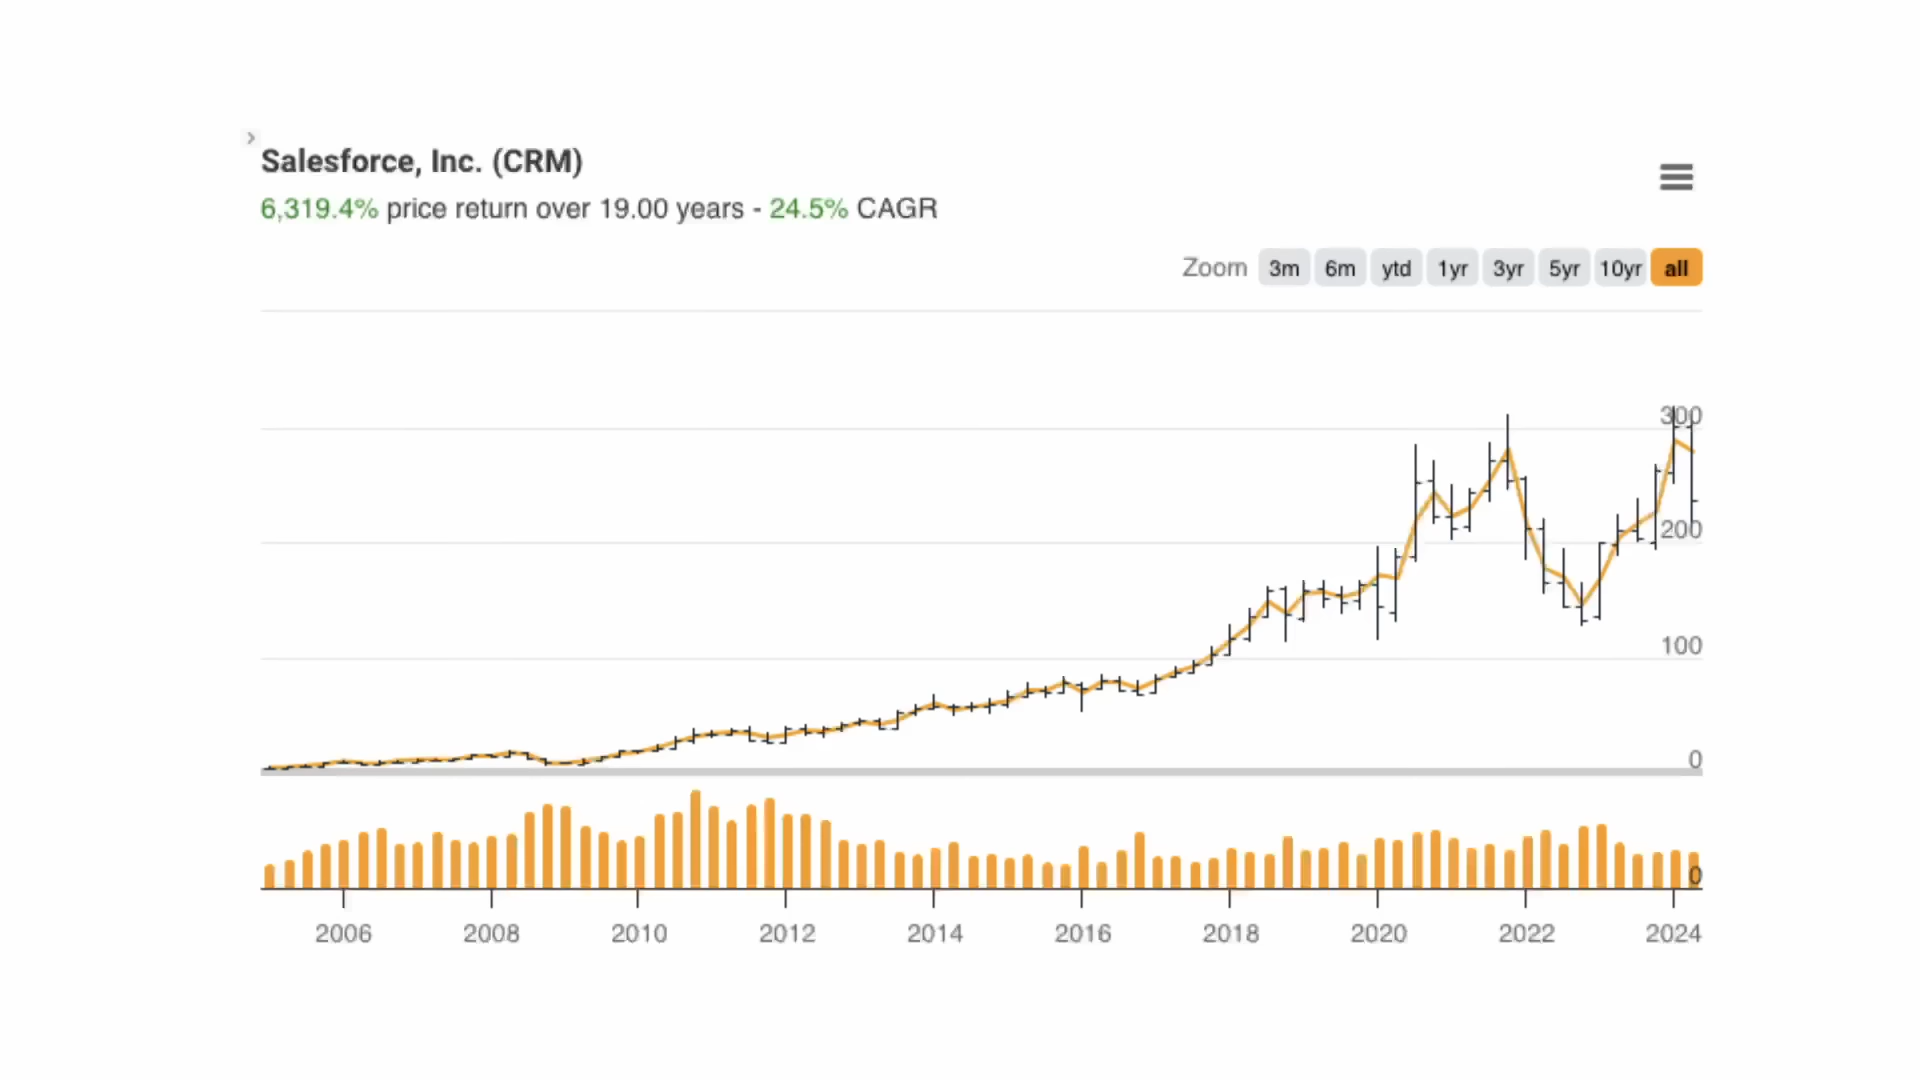 Salesforce, Inc. (CRM)
6,319.4% price return over 19.00 years - 24.5% CAGR
Zoom 3m 6m ytd 1yr 3yr 5yr 10yr all
300
200
100
0
0
2006 2008 2010 2012 2014 2016 2018 2020 2022 2024